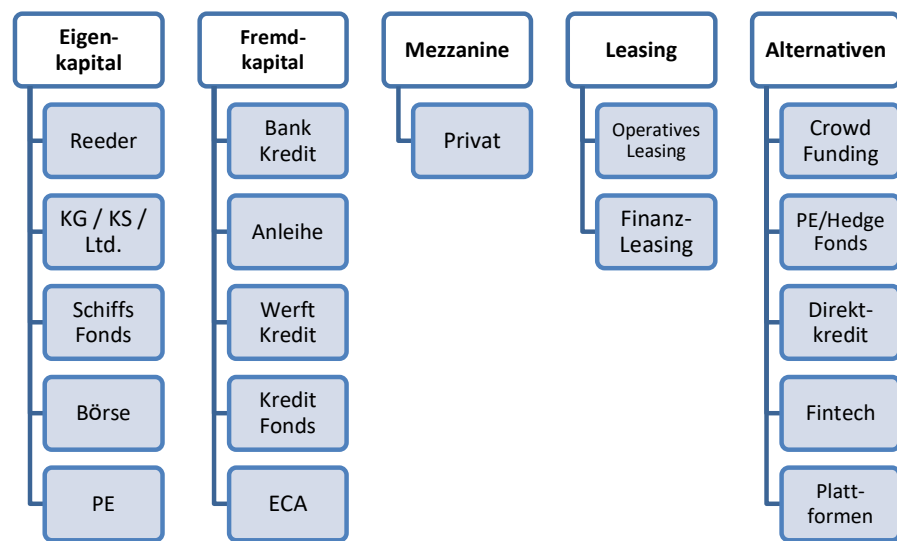 Eigen-
kapital
Reeder
KG / KS /
Ltd.
Schiffs
Fonds
Börse
PE
Fremd-
kapital
Bank
Kredit
Anleihe
Werft
Kredit
Kredit
Fonds
ECA
Mezzanine
Privat
Leasing
Operatives
Leasing
Finanz-
Leasing
Alternativen
Crowd
Funding
PE/Hedge
Fonds
Direkt-
kredit
Fintech
Platt-
formen